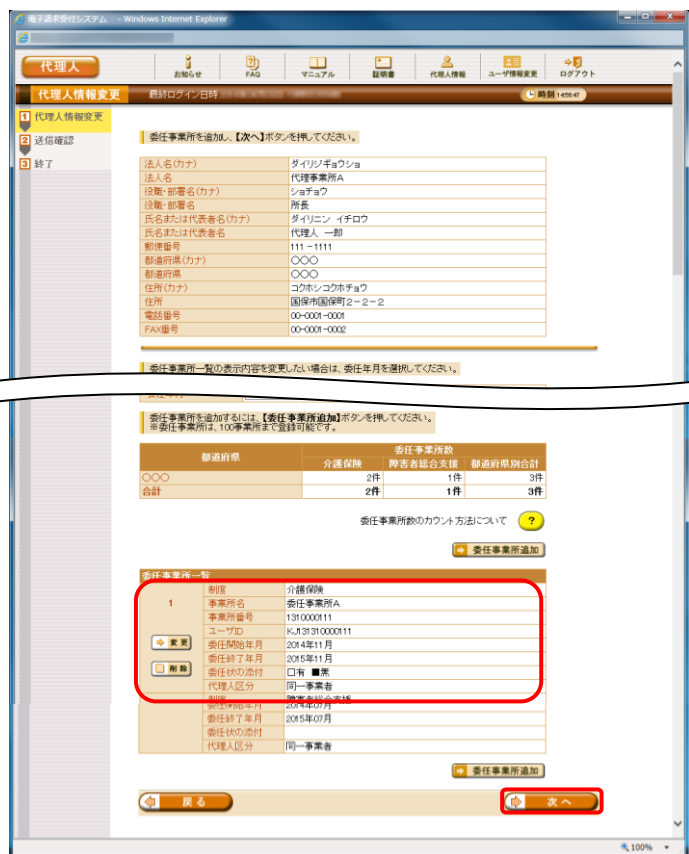 電子請求受付システム - Windows Internet Explorer
代理人
お知らせ FAQ マニュアル 証明書 代理人情報 ユーザ情報変更 ログアウト
代理人情報変更 最終ログイン日時 時刻 14:56:47
1 代理人情報変更
2 送信確認
3 終了
委任事業所を追加し、【次へ】ボタンを押してください。
法人名(カナ) ダイリジギョウショ
法人名 代理事業所A
役職・部署名(カナ) ショチョウ
役職・部署名 所長
氏名または代表者名(カナ) ダイリニン イチロウ
氏名または代表者名 代理人 一郎
郵便番号 111-1111
都道府県(カナ) ○○○
都道府県 ○○○
住所(カナ) コクホシコクホチョウ
住所 国保市国保町2-2-2
電話番号 00-0001-0001
FAX番号 00-0001-0002
委任事業所一覧の表示内容を変更したい場合は、委任年月を選択してください。
委任事業所を追加するには、【委任事業所追加】ボタンを押してください。
※委任事業所は、100事業所まで登録可能です。
都道府県 委任事業所数
介護保険 障害者総合支援 都道府県別合計
○○○ 2件 1件 3件
合計 2件 1件 3件
委任事業所数のカウント方法について ?
委任事業所追加
委任事業所一覧
1
制度 介護保険
事業所名 委任事業所A
事業所番号 1310000111
ユーザID KJ131310000111
変更
委任開始年月 2014年11月
委任終了年月 2015年11月
削除
委任状の添付 □有 ■無
代理人区分 同一事業者
制度 障害者総合支援
委任開始年月 2014年07月
委任終了年月 2015年07月
委任状の添付
代理人区分 同一事業者
委任事業所追加
戻る 次へ
100%